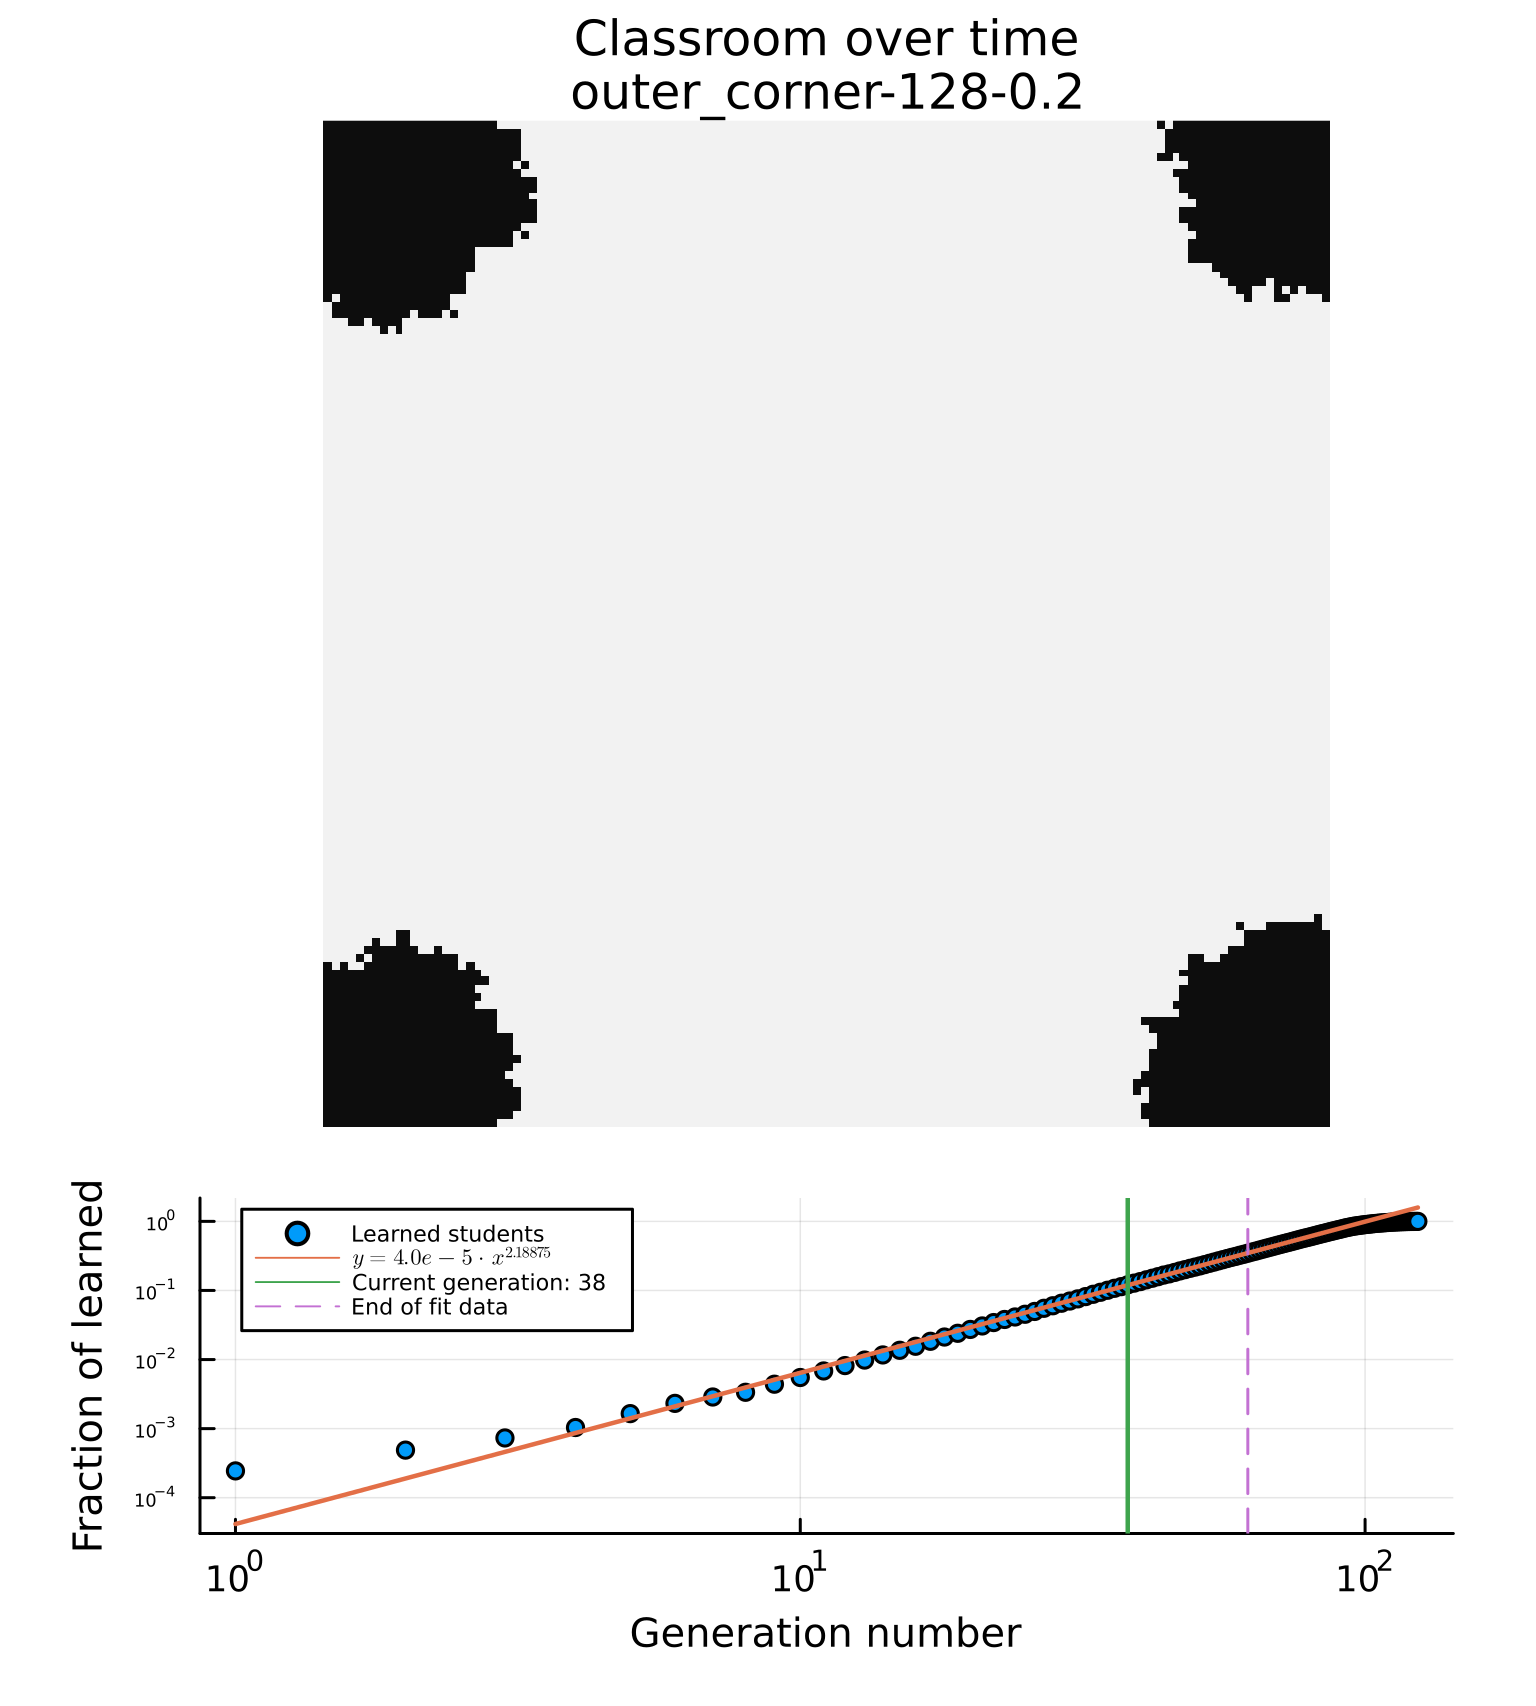 Classroom over time
outer_corner-128-0.2
Fraction of learned
10^0
10^-1
10^-2
10^-3
10^-4
Learned students
y = 4.0e − 5 · x^2.18875
Current generation: 38
End of fit data
10^0
10^1
10^2
Generation number